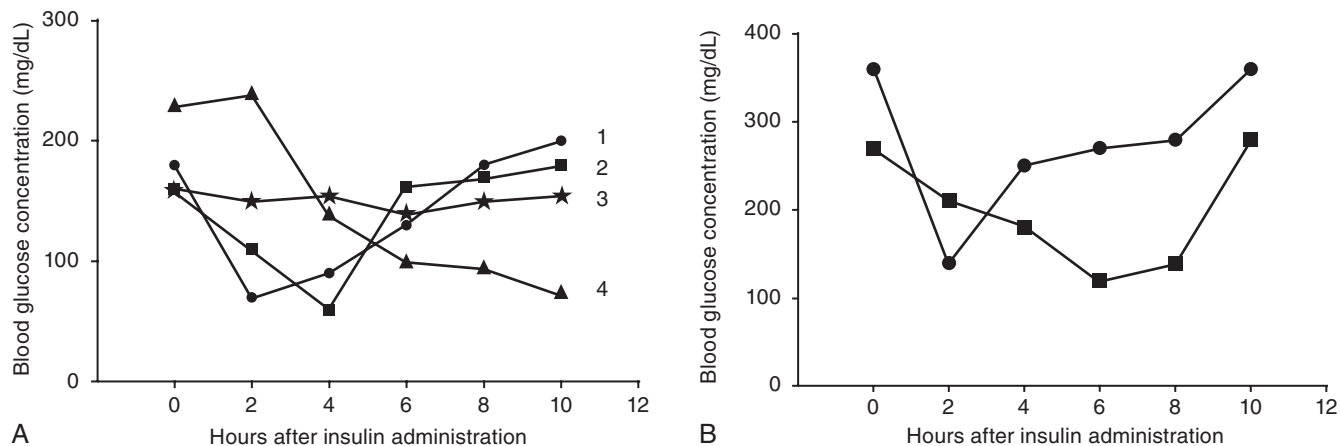 Blood glucose concentration (mg/dL)
300
200
100
0
1
2
3
4
0 2 4 6 8 10 12
Hours after insulin administration
A
Blood glucose concentration (mg/dL)
400
300
200
100
0
0 2 4 6 8 10 12
Hours after insulin administration
B